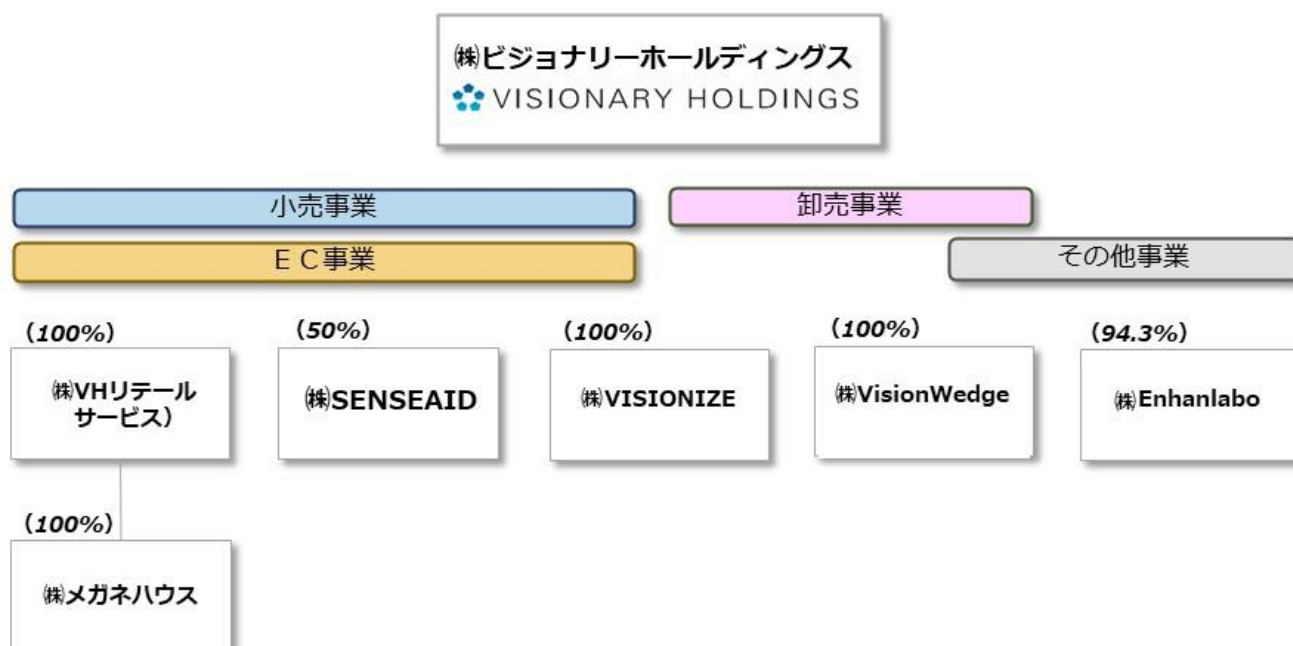 ㈱ビジョナリーホールディングス
VISIONARY HOLDINGS
小売事業
卸売事業
ＥＣ事業
その他事業
（100%）
（50%）
（100%）
（100%）
（94.3%）
㈱VHリテール
サービス）
㈱SENSEAID
㈱VISIONIZE
㈱VisionWedge
㈱Enhanlabo
（100%）
㈱メガネハウス